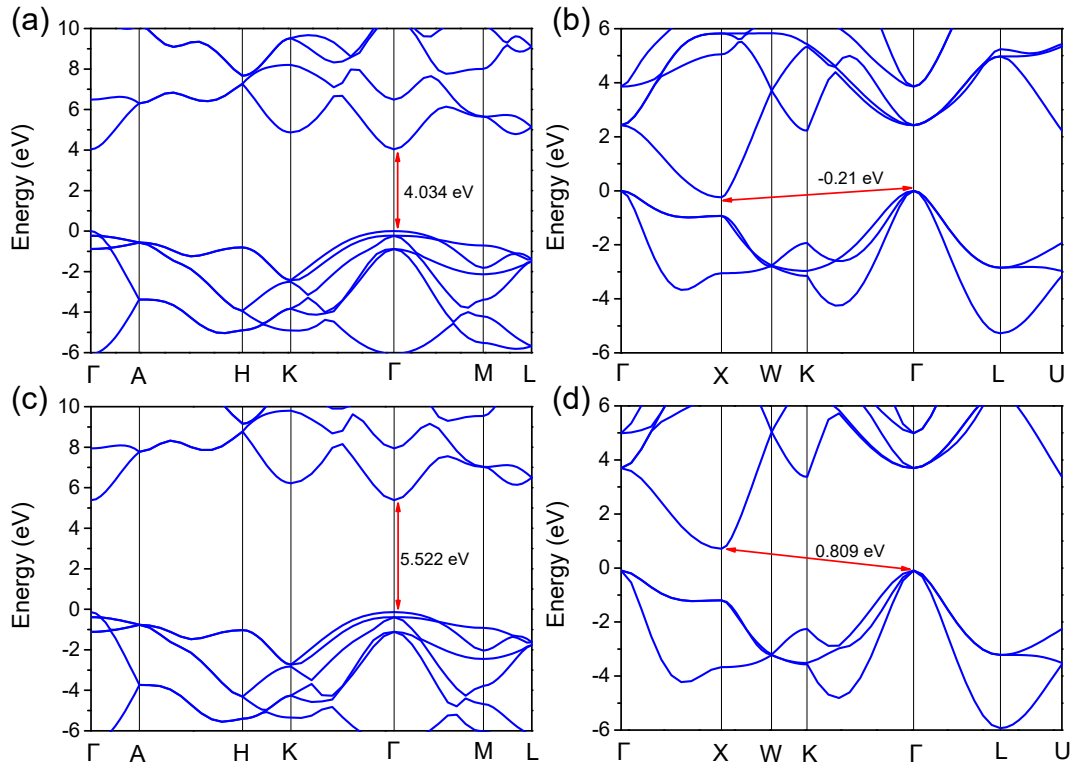 (a)
Energy (eV)
10
8
6
4
2
0
-2
-4
-6
4.034 eV
Γ A H K Γ M L
(b)
Energy (eV)
6
4
2
0
-2
-4
-6
-0.21 eV
Γ X W K Γ L U
(c)
Energy (eV)
10
8
6
4
2
0
-2
-4
-6
5.522 eV
Γ A H K Γ M L
(d)
Energy (eV)
6
4
2
0
-2
-4
-6
0.809 eV
Γ X W K Γ L U